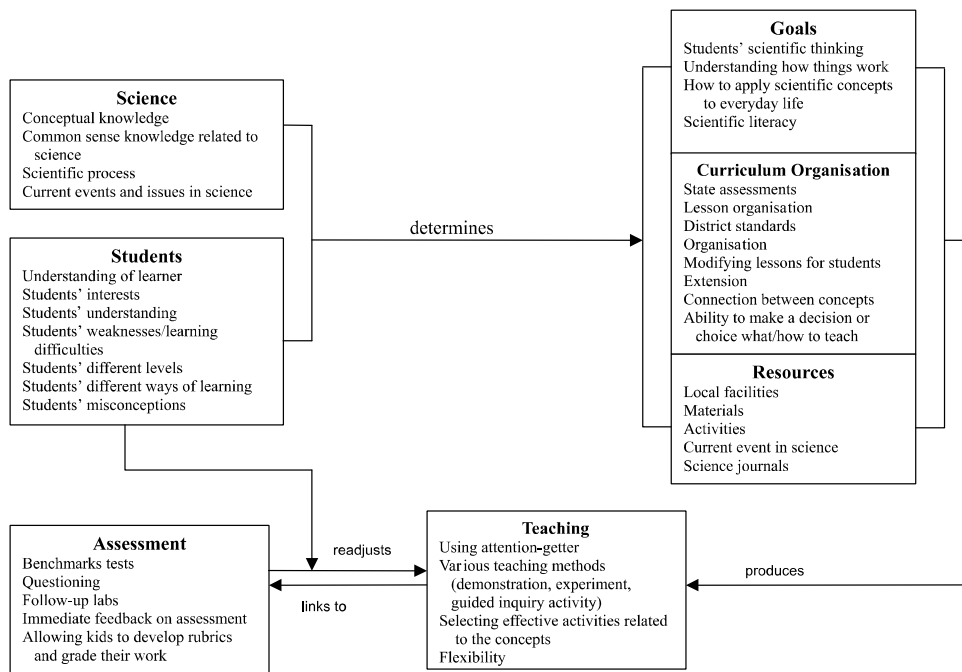 Science
Conceptual knowledge
Common sense knowledge related to
science
Scientific process
Current events and issues in science
Students
Understanding of learner
Students’ interests
Students’ understanding
Students’ weaknesses/learning
difficulties
Students’ different levels
Students’ different ways of learning
Students’ misconceptions
determines
Goals
Students’ scientific thinking
Understanding how things work
How to apply scientific concepts
to everyday life
Scientific literacy
Curriculum Organisation
State assessments
Lesson organisation
District standards
Organisation
Modifying lessons for students
Extension
Connection between concepts
Ability to make a decision or
choice what/how to teach
Resources
Local facilities
Materials
Activities
Current event in science
Science journals
Assessment
Benchmarks tests
Questioning
Follow-up labs
Immediate feedback on assessment
Allowing kids to develop rubrics
and grade their work
readjusts
links to
Teaching
Using attention-getter
Various teaching methods
(demonstration, experiment,
guided inquiry activity)
Selecting effective activities related
to the concepts
Flexibility
produces